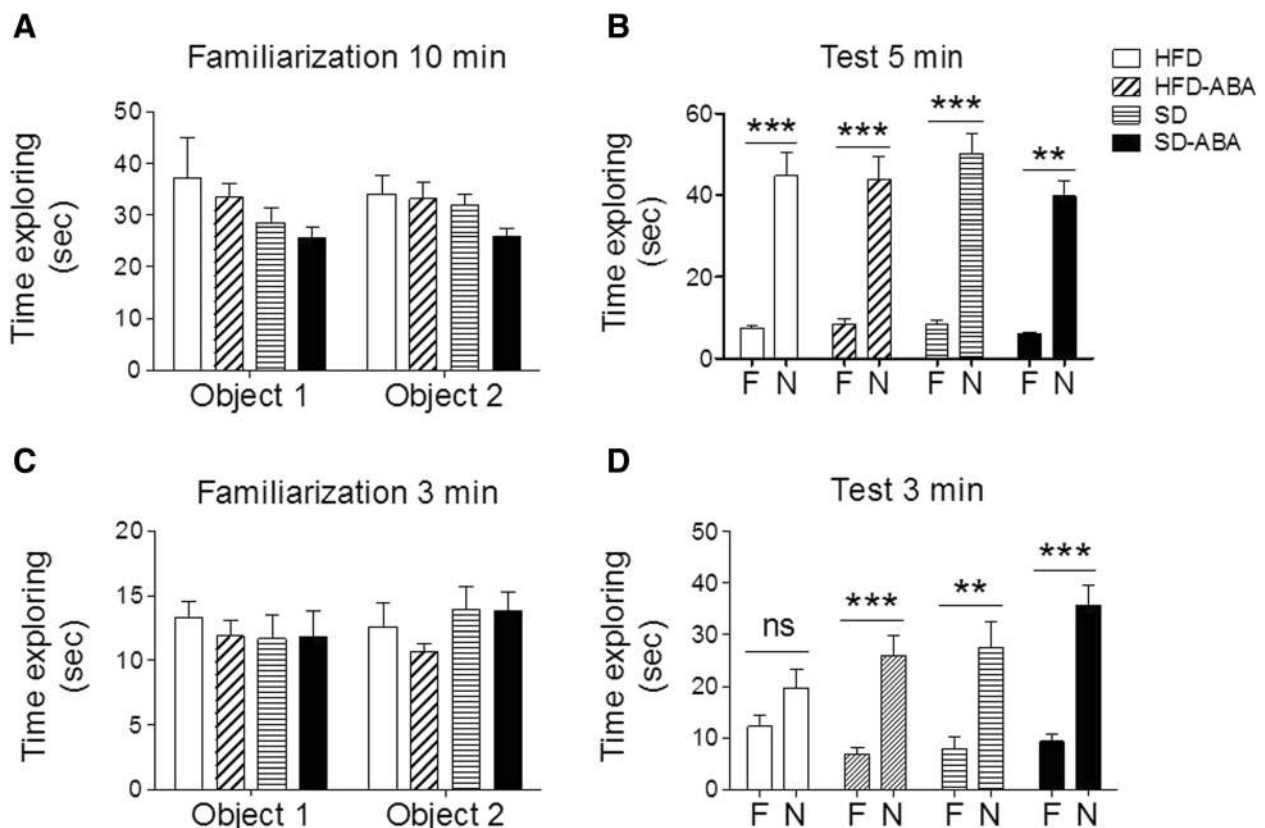 A
Familiarization 10 min
Time exploring
(sec)
50
40
30
20
10
0
Object 1 Object 2
B
Test 5 min
Time exploring
(sec)
60
40
20
0
*** *** *** **
F N F N F N F N
HFD
HFD-ABA
SD
SD-ABA
C
Familiarization 3 min
Time exploring
(sec)
20
15
10
5
0
Object 1 Object 2
D
Test 3 min
Time exploring
(sec)
50
40
30
20
10
0
ns *** ** ***
F N F N F N F N